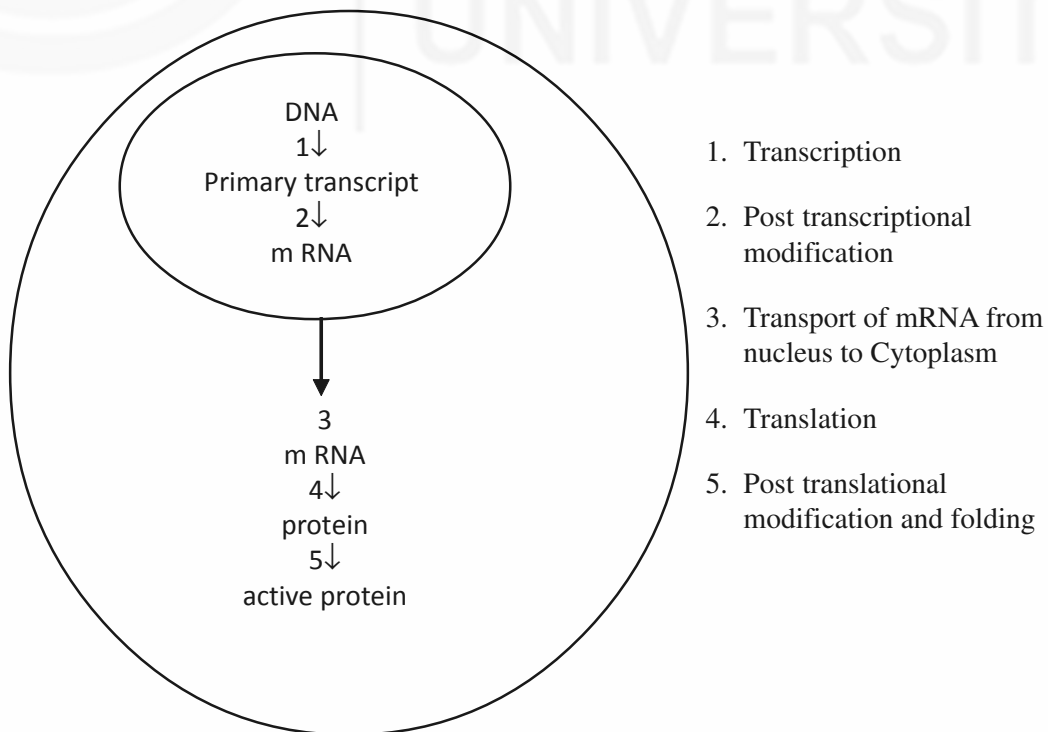 UNIVERSIT
DNA
1↓
Primary transcript
2↓
m RNA
3
m RNA
4↓
protein
5↓
active protein
1. Transcription
2. Post transcriptional
modification
3. Transport of mRNA from
nucleus to Cytoplasm
4. Translation
5. Post translational
modification and folding